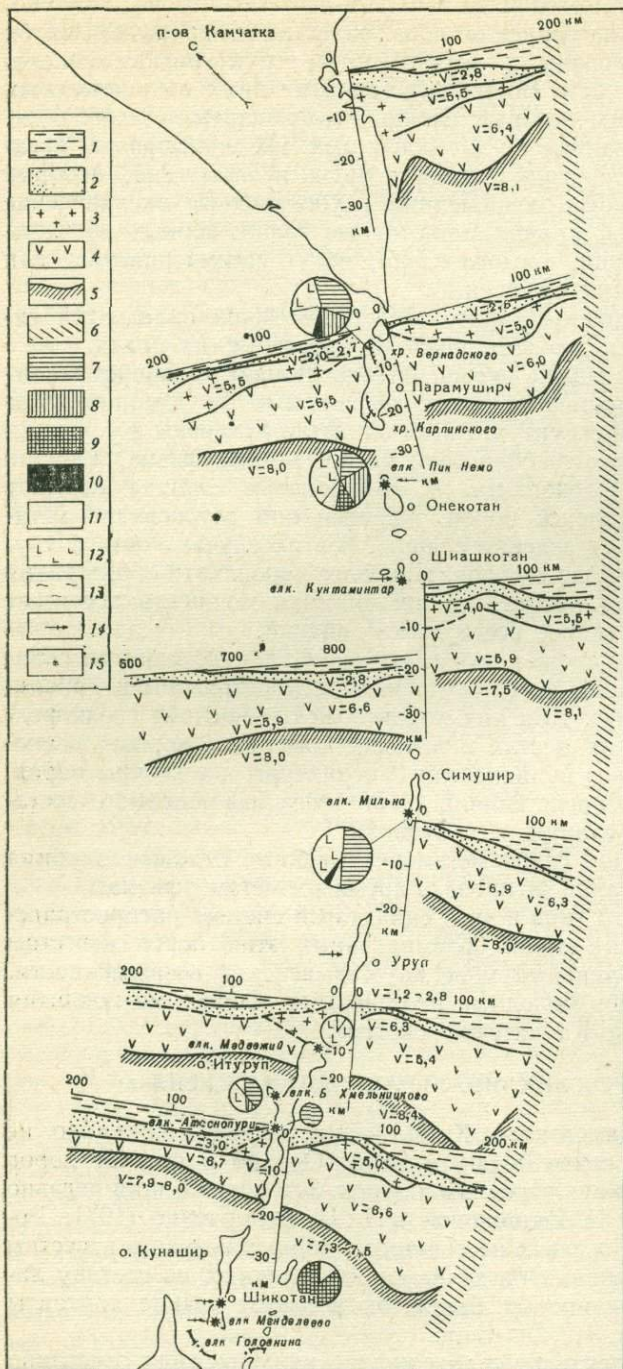 п-ов Камчатка
С
0
100
200 км
V=2,8
V=5,5
-10
V=6,4
-20
V=8,1
-30
км
1
2
3
4
5
6
7
8
9
10
11
12
13
14
15
100 км
0
0
100
200
V=5,0
V=2,0-2,7
V=5,5
хр. Вернадского
V=6,0
-10
о Парамушир
V=6,5
-20
хр. Карпинского
-30
V=8,0
влк Пик Немо
км
о Онекотан
о Шиашкотан
влк. Кунтаминтар
0
100 км
V=4,0
V=5,5
-10
V=5,9
-20
V=7,5
V=8,1
-30
км
600
700
800
V=2,8
V=6,6
V=5,9
V=8,0
о. Симушир
влк. Мильна
0
100 км
-10
V=6,9
V=6,3
-20
км
V=8,0
о Уруп
200
100
0
0
V=1,2-2,8
100 км
V=6,3
влк. Медвежий
-10
V=5,4
о. Итуруп
-20
влк. Б Хмельницкого
км
V=8,4
200
100
влк. Атсонупури
0
100
200 км
V=3,0
V=5,0
V=6,7
-10
V=7,9-8,0
V=6,6
-20
V=7,3-7,5
о. Кунашир
-30
км
о Шикотан
влк Менделеева
влк Головнина